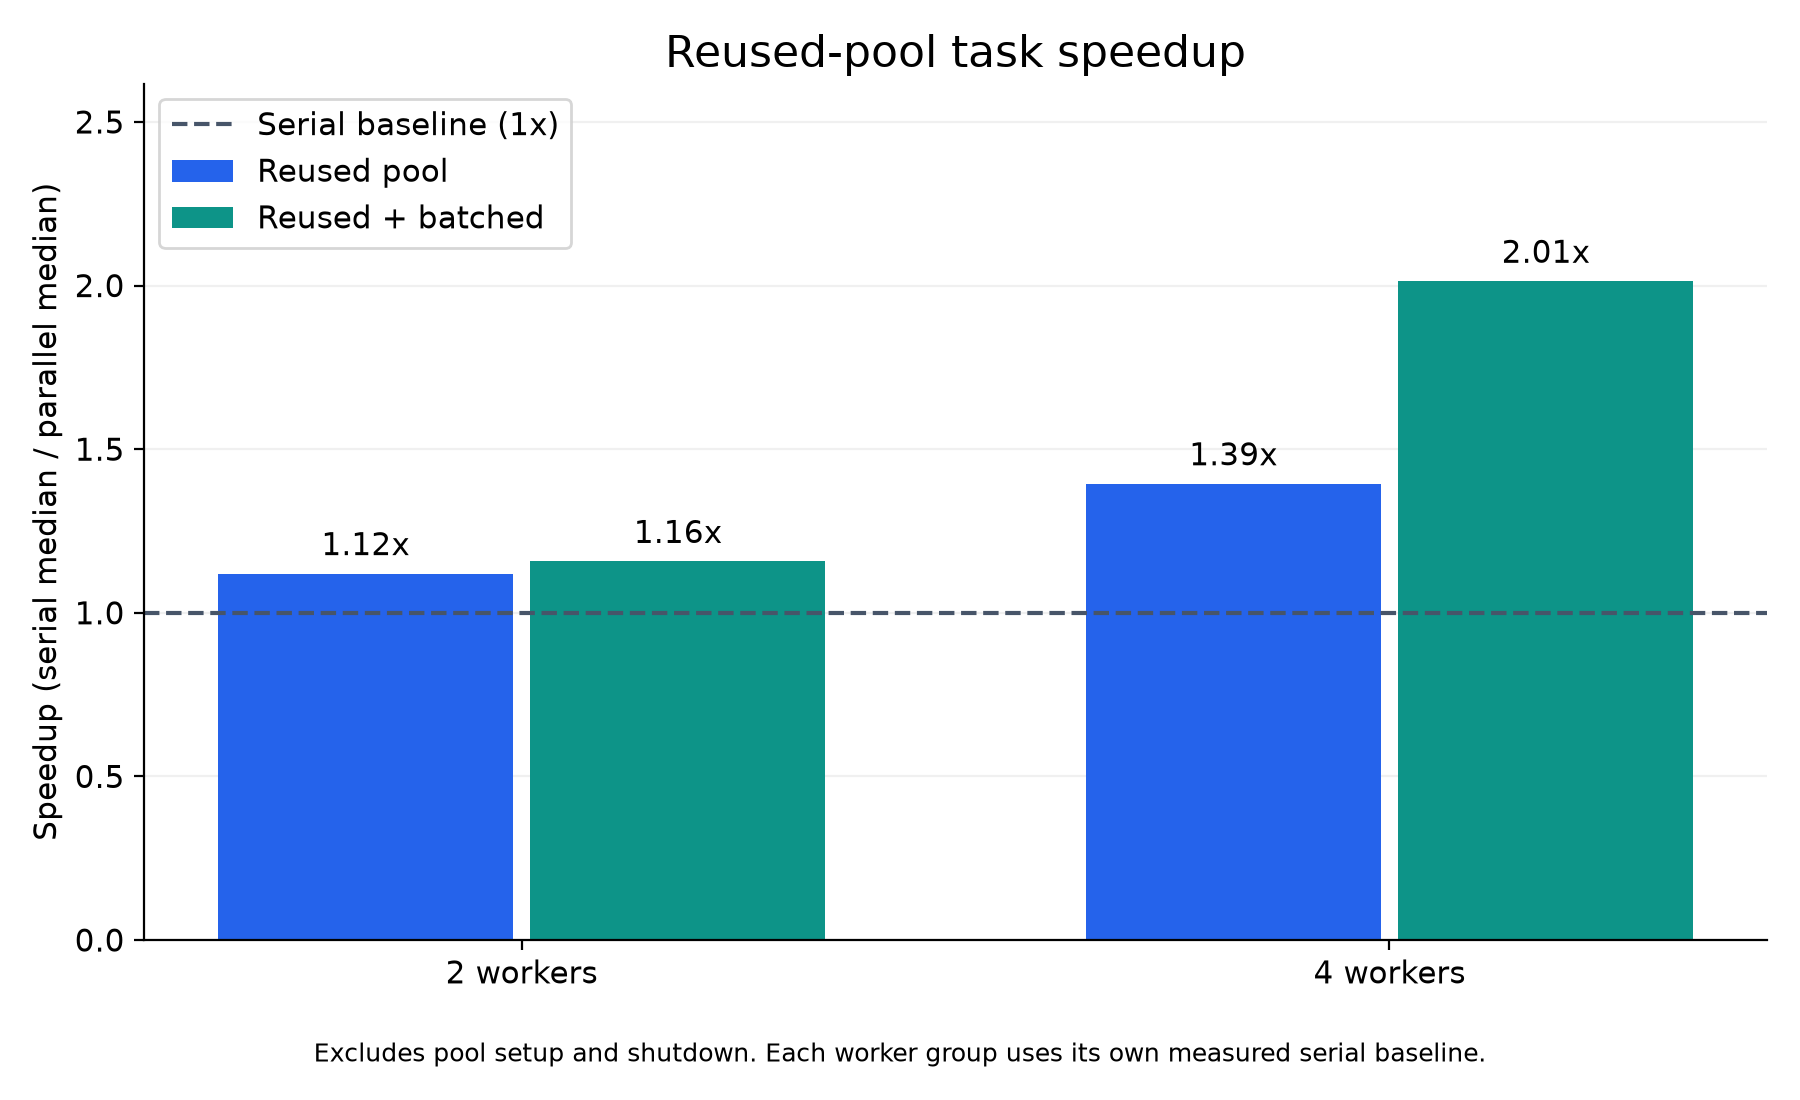 Reused-pool task speedup
Speedup (serial median / parallel median)
2.5
2.0
1.5
1.0
0.5
0.0
Serial baseline (1x)
Reused pool
Reused + batched
1.12x
1.16x
1.39x
2.01x
2 workers
4 workers
Excludes pool setup and shutdown. Each worker group uses its own measured serial baseline.